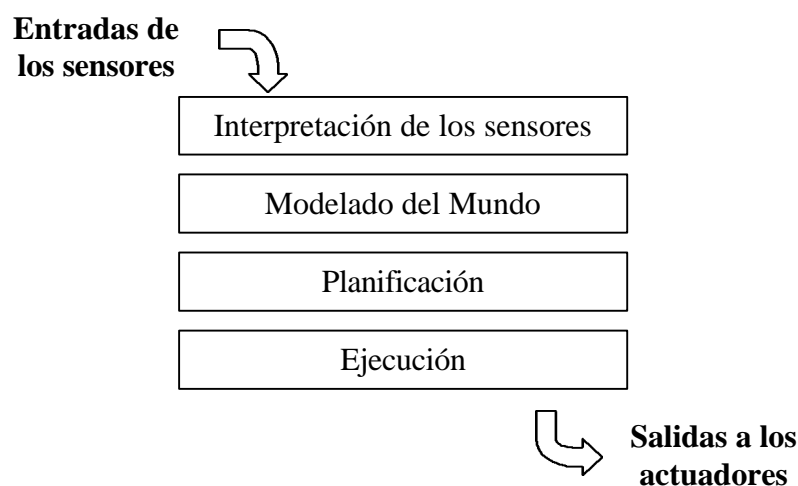 Entradas de
los sensores
Interpretación de los sensores
Modelado del Mundo
Planificación
Ejecución
Salidas a los
actuadores